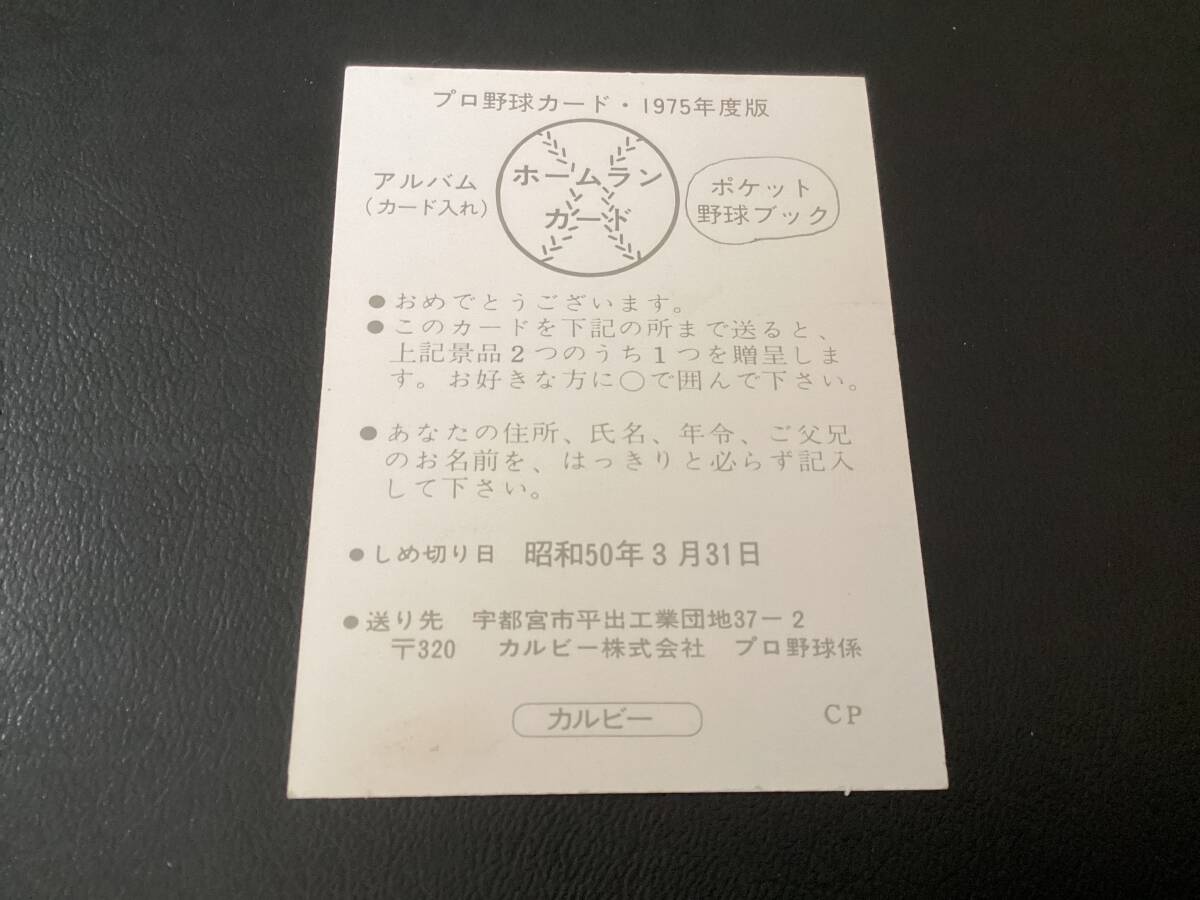 プロ野球カード・1975年度版
アルバム
(カード入れ)
ホームラン
カード
ポケット
野球ブック
●おめでとうございます。
●このカードを下記の所まで送ると、
上記景品2つのうち1つを贈呈しま
す。お好きな方に○で囲んで下さい。
●あなたの住所、氏名、年令、ご父兄
のお名前を、はっきりと必らず記入
して下さい。
●しめ切り日 昭和50年3月31日
●送り先 宇都宮市平出工業団地37－2
〒320 カルビー株式会社 プロ野球係
カルビー
CP